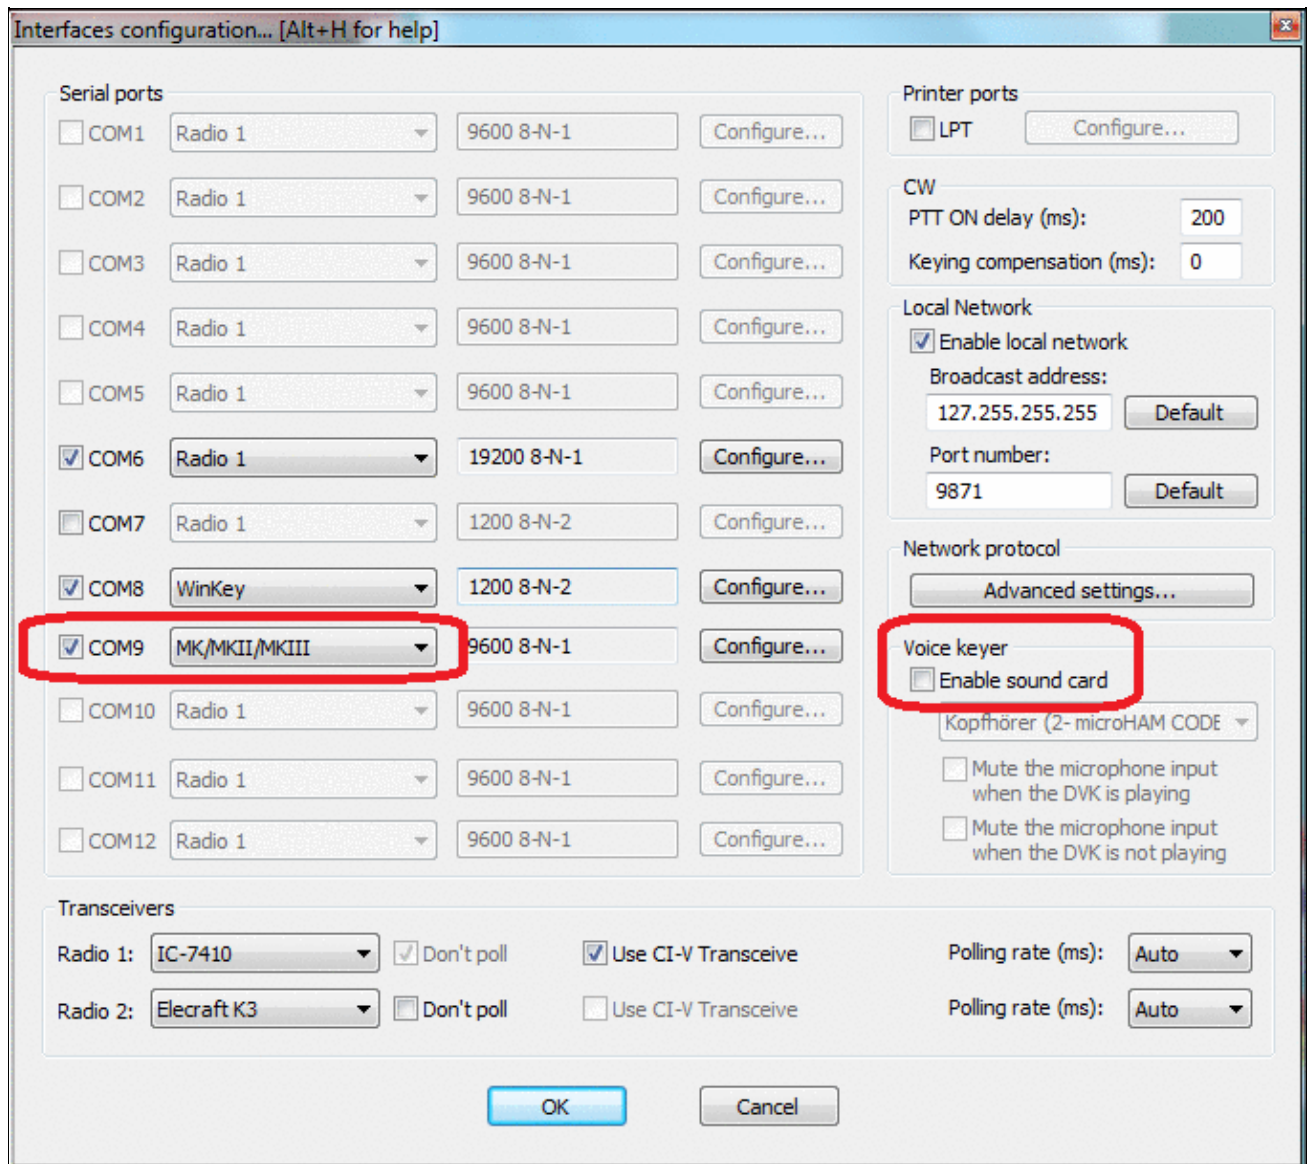 Interfaces configuration... [Alt+H for help]
Serial ports
COM1 Radio 1 9600 8-N-1 Configure...
COM2 Radio 1 9600 8-N-1 Configure...
COM3 Radio 1 9600 8-N-1 Configure...
COM4 Radio 1 9600 8-N-1 Configure...
COM5 Radio 1 9600 8-N-1 Configure...
COM6 Radio 1 19200 8-N-1 Configure...
COM7 Radio 1 1200 8-N-2 Configure...
COM8 WinKey 1200 8-N-2 Configure...
COM9 MK/MKII/MKIII 9600 8-N-1 Configure...
COM10 Radio 1 9600 8-N-1 Configure...
COM11 Radio 1 9600 8-N-1 Configure...
COM12 Radio 1 9600 8-N-1 Configure...
Printer ports
LPT Configure...
CW
PTT ON delay (ms): 200
Keying compensation (ms): 0
Local Network
Enable local network
Broadcast address:
127.255.255.255 Default
Port number:
9871 Default
Network protocol
Advanced settings...
Voice keyer
Enable sound card
Kopfhörer (2- microHAM CODE
Mute the microphone input
when the DVK is playing
Mute the microphone input
when the DVK is not playing
Transceivers
Radio 1: IC-7410 Don't poll Use CI-V Transceive Polling rate (ms): Auto
Radio 2: Elecraft K3 Don't poll Use CI-V Transceive Polling rate (ms): Auto
OK Cancel